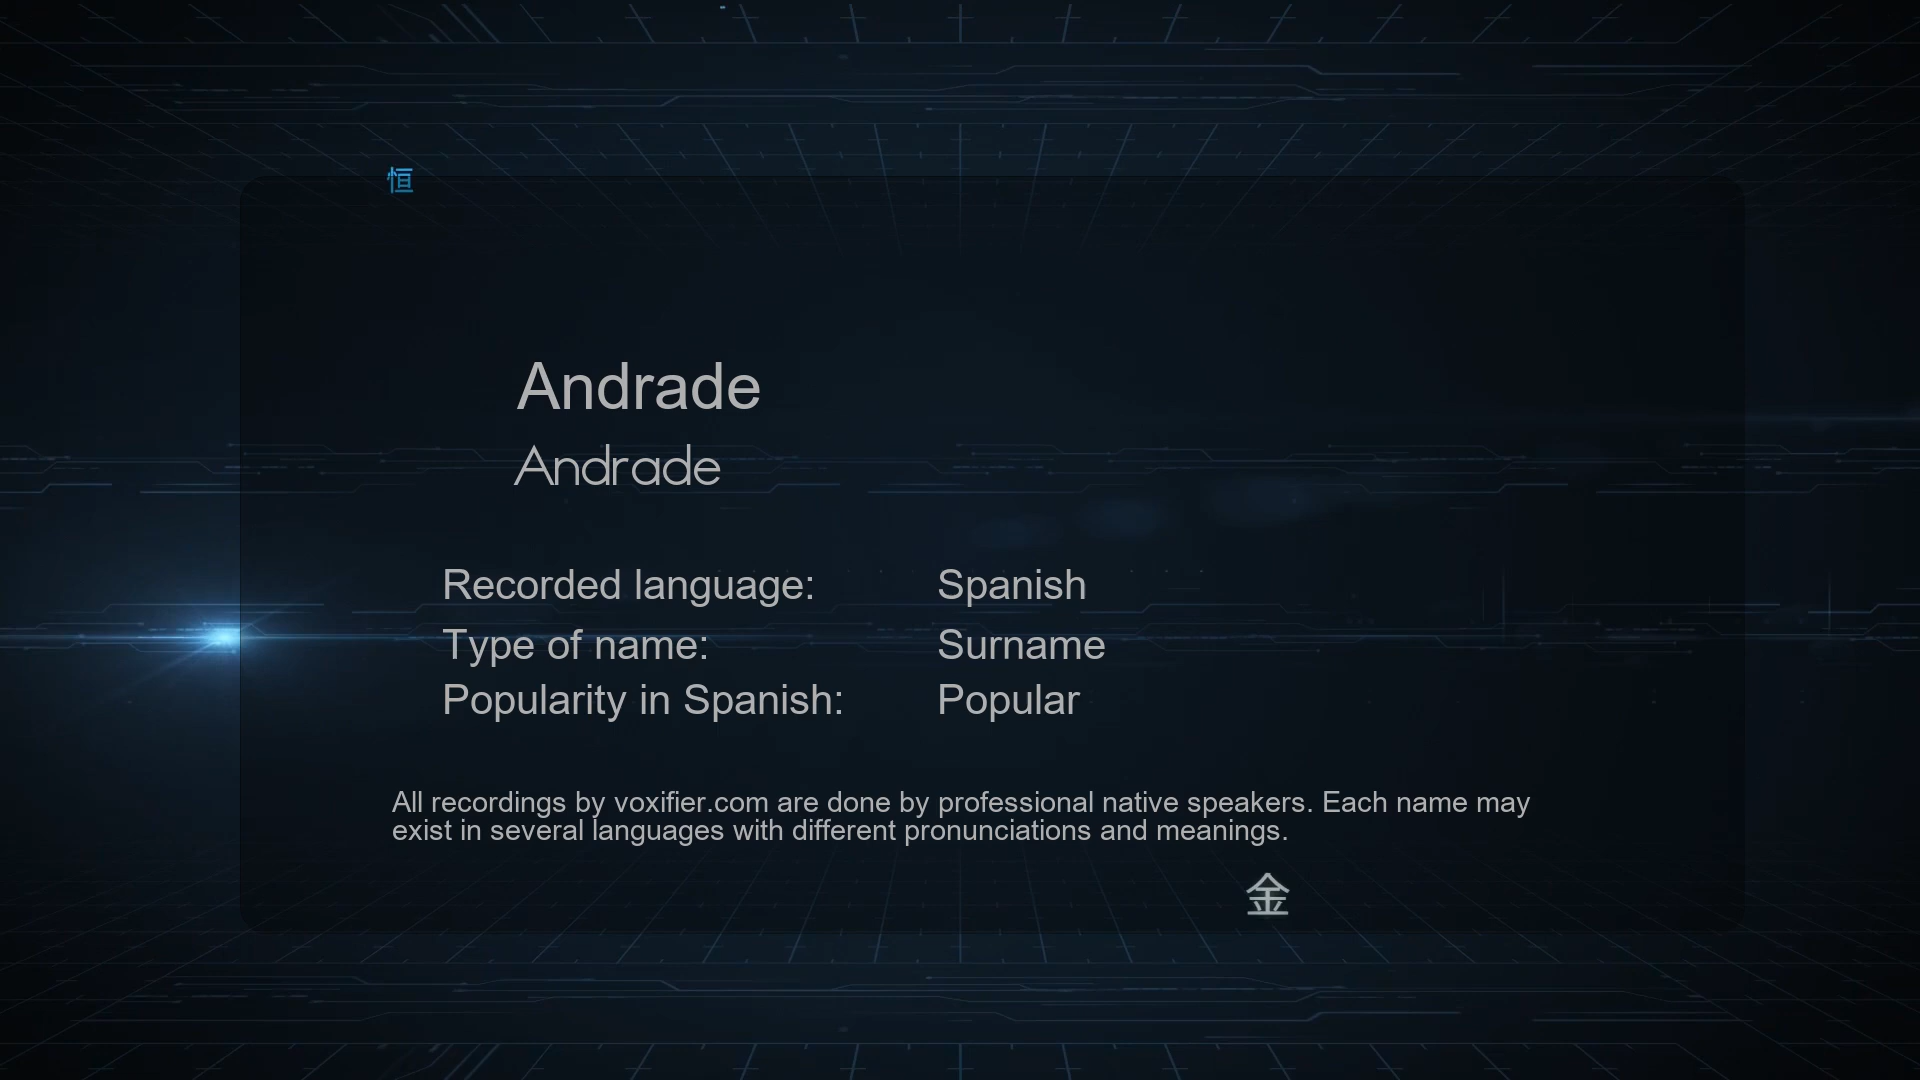 恒
Andrade
Andrade
Recorded language: Spanish
Type of name: Surname
Popularity in Spanish: Popular
All recordings by voxifier.com are done by professional native speakers. Each name may
exist in several languages with different pronunciations and meanings.
金